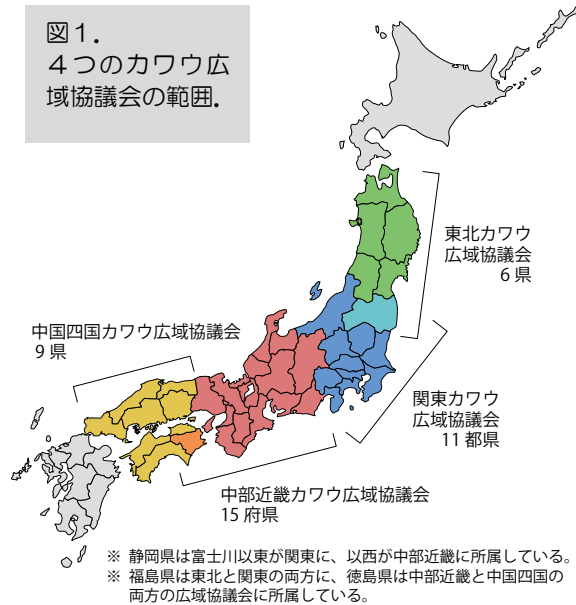 図１．
４つのカワウ広
域協議会の範囲．
東北カワウ
広域協議会
6 県
中国四国カワウ広域協議会
9 県
関東カワウ
広域協議会
11 都県
中部近畿カワウ広域協議会
15 府県
※ 静岡県は富士川以東が関東に、以西が中部近畿に所属している。
※ 福島県は東北と関東の両方に、徳島県は中部近畿と中国四国の
両方の広域協議会に所属している。